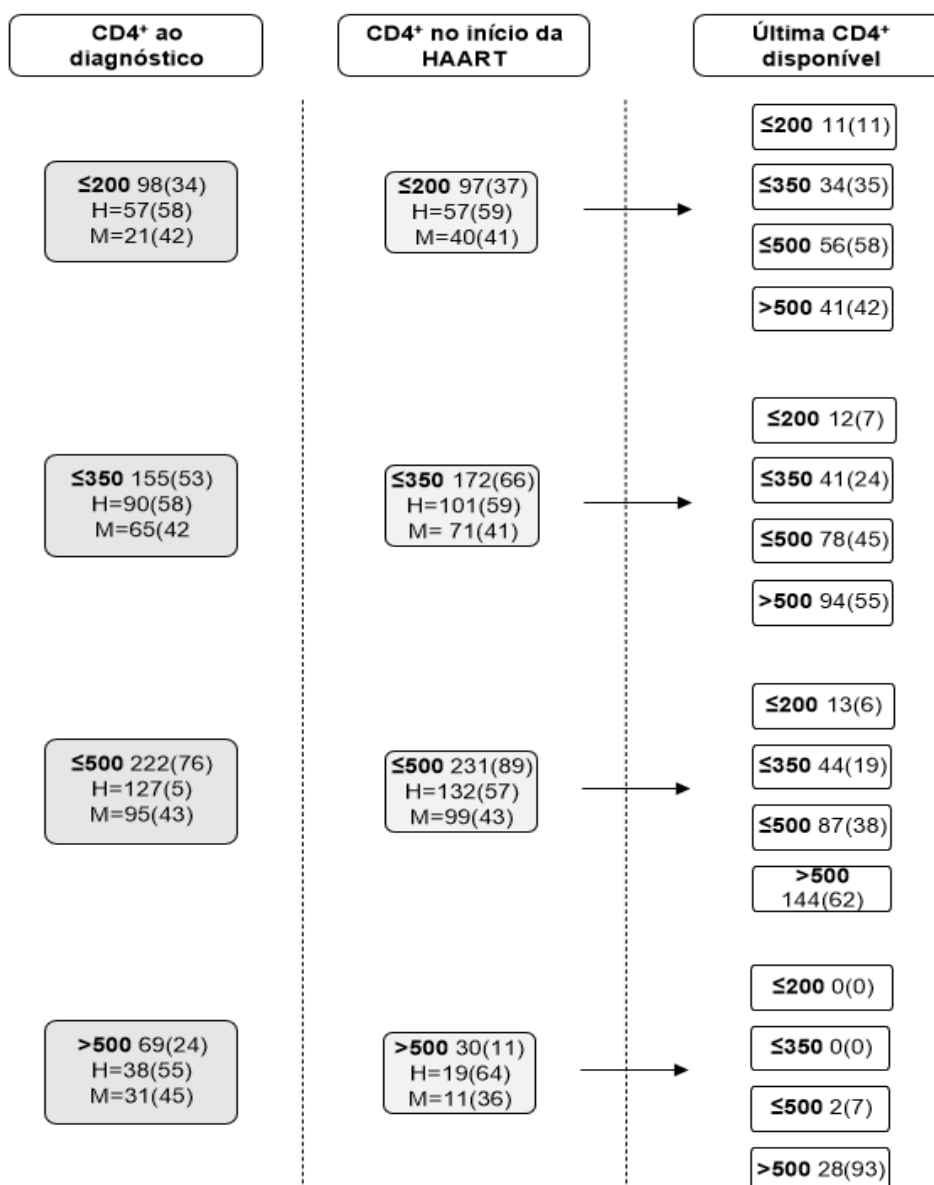 CD4⁺ ao
diagnóstico
CD4⁺ no início da
HAART
Última CD4⁺
disponível
≤200 98(34)
H=57(58)
M=21(42)
≤200 97(37)
H=57(59)
M=40(41)
≤200 11(11)
≤350 34(35)
≤500 56(58)
>500 41(42)
≤350 155(53)
H=90(58)
M=65(42
≤350 172(66)
H=101(59)
M= 71(41)
≤200 12(7)
≤350 41(24)
≤500 78(45)
>500 94(55)
≤500 222(76)
H=127(5)
M=95(43)
≤500 231(89)
H=132(57)
M=99(43)
≤200 13(6)
≤350 44(19)
≤500 87(38)
>500
144(62)
>500 69(24)
H=38(55)
M=31(45)
>500 30(11)
H=19(64)
M=11(36)
≤200 0(0)
≤350 0(0)
≤500 2(7)
>500 28(93)